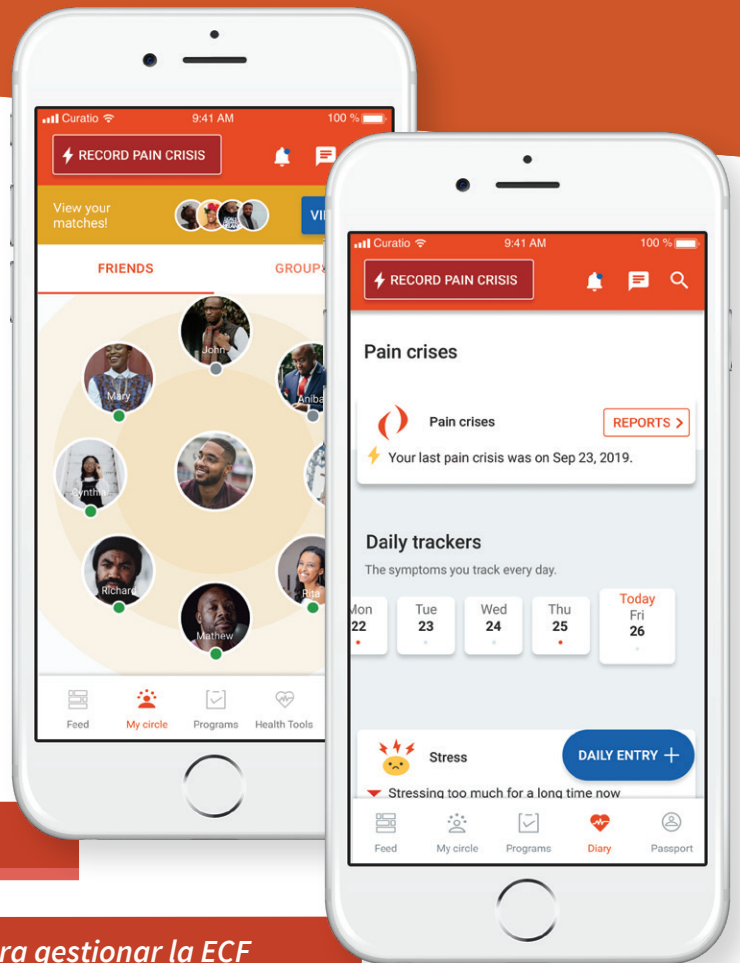 Curatio
9:41 AM
100 %
RECORD PAIN CRISIS
View your
matches!
FRIENDS
John
Mary
Cynthia
Richard
Rita
Mathew
Feed
My circle
Programs
Health Tools
Curatio
9:41 AM
100 %
RECORD PAIN CRISIS
Pain crises
Pain crises
REPORTS >
Your last pain crisis was on Sep 23, 2019.
Daily trackers
The symptoms you track every day.
Mon
22
Tue
23
Wed
24
Thu
25
Today
Fri
26
Stress
DAILY ENTRY +
Stressing too much for a long time now
Feed
My circle
Programs
Diary
Passport
gestionar la ECF